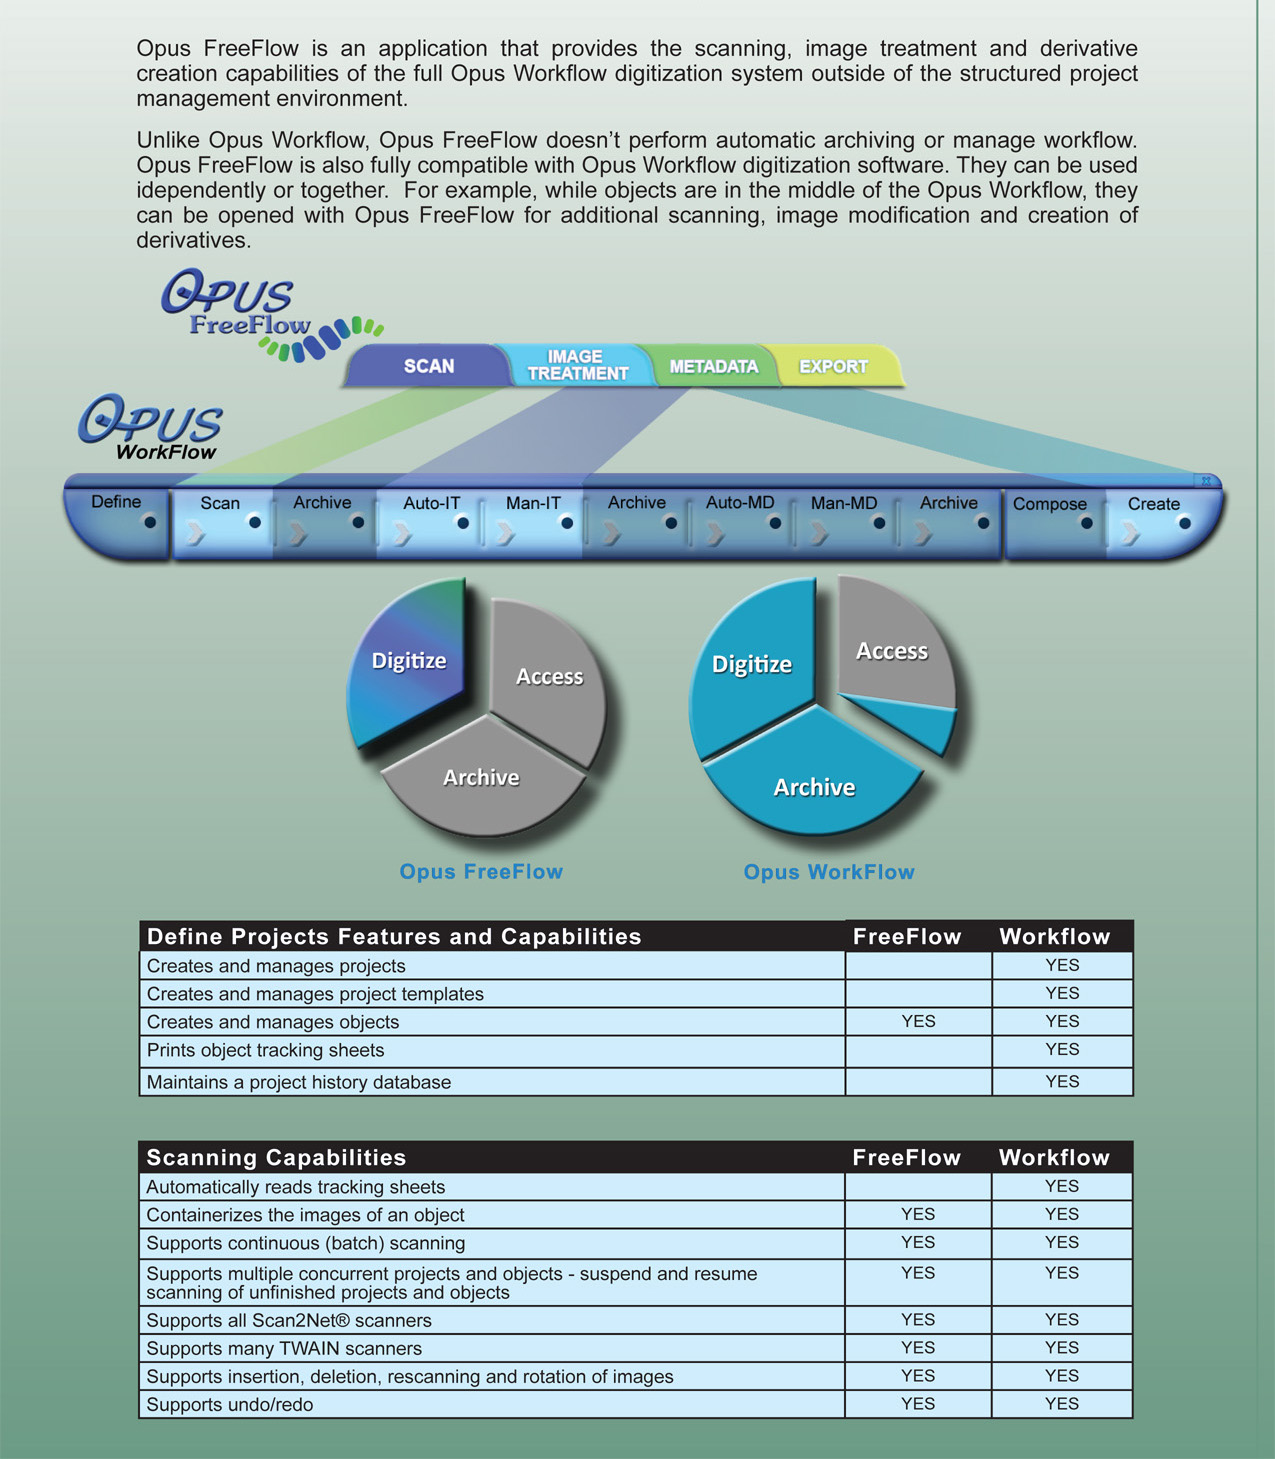 Opus FreeFlow is an application that provides the scanning, image treatment and derivative
creation capabilities of the full Opus Workflow digitization system outside of the structured project
management environment.
Unlike Opus Workflow, Opus FreeFlow doesn’t perform automatic archiving or manage workflow.
Opus FreeFlow is also fully compatible with Opus Workflow digitization software. They can be used
idependently or together.  For example, while objects are in the middle of the Opus Workflow, they
can be opened with Opus FreeFlow for additional scanning, image modification and creation of
derivatives.
OPUS
FreeFlow
SCAN IMAGE TREATMENT METADATA EXPORT
OPUS
WorkFlow
Define Scan Archive Auto-IT Man-IT Archive Auto-MD Man-MD Archive Compose Create
Digitize Access Archive
Digitize Access Archive
Opus FreeFlow Opus WorkFlow
Define Projects Features and Capabilities FreeFlow Workflow
Creates and manages projects YES
Creates and manages project templates YES
Creates and manages objects YES YES
Prints object tracking sheets YES
Maintains a project history database YES
Scanning Capabilities FreeFlow Workflow
Automatically reads tracking sheets YES
Containerizes the images of an object YES YES
Supports continuous (batch) scanning YES YES
Supports multiple concurrent projects and objects - suspend and resume YES YES
scanning of unfinished projects and objects
Supports all Scan2Net® scanners YES YES
Supports many TWAIN scanners YES YES
Supports insertion, deletion, rescanning and rotation of images YES YES
Supports undo/redo YES YES